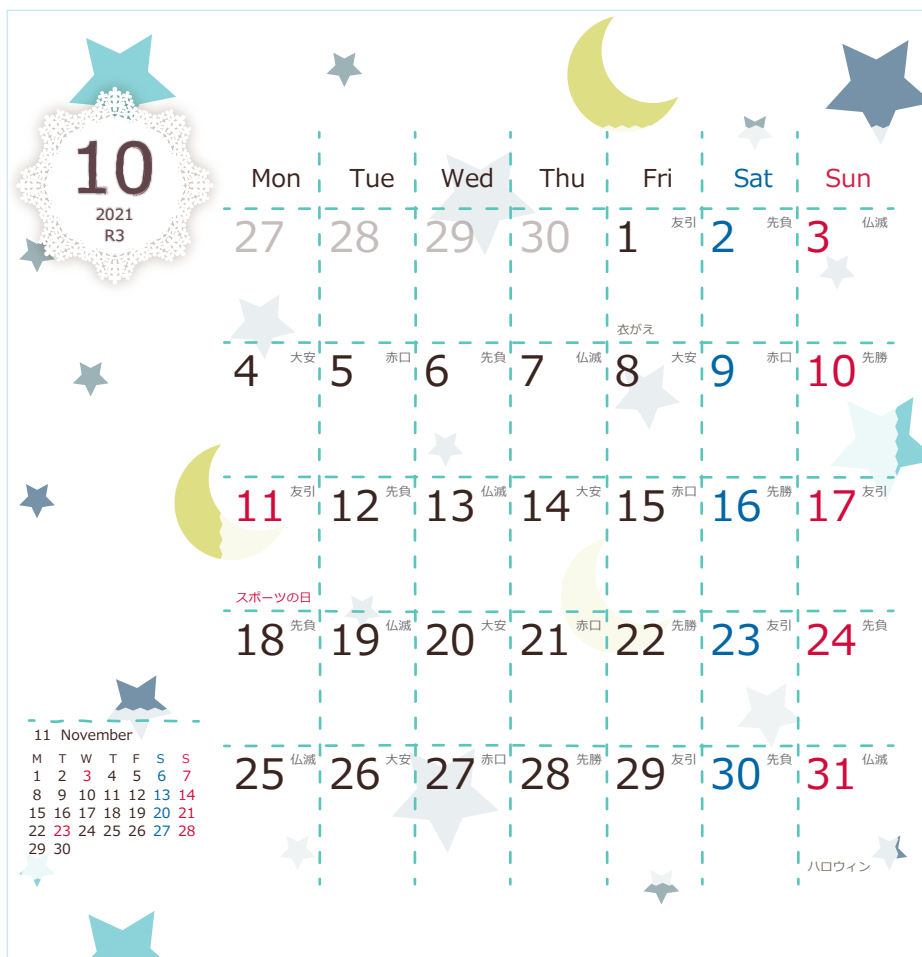 10
2021
R3
Mon Tue Wed Thu Fri Sat Sun
27 28 29 30 1 友引 2 先負 3 仏滅
衣がえ
4 大安 5 赤口 6 先負 7 仏滅 8 大安 9 赤口 10 先勝
11 友引 12 先負 13 仏滅 14 大安 15 赤口 16 先勝 17 友引
スポーツの日
18 先負 19 仏滅 20 大安 21 赤口 22 先勝 23 友引 24 先負
25 仏滅 26 大安 27 赤口 28 先勝 29 友引 30 先負 31 仏滅
ハロウィン
11 November
M T W T F S S
1 2 3 4 5 6 7
8 9 10 11 12 13 14
15 16 17 18 19 20 21
22 23 24 25 26 27 28
29 30